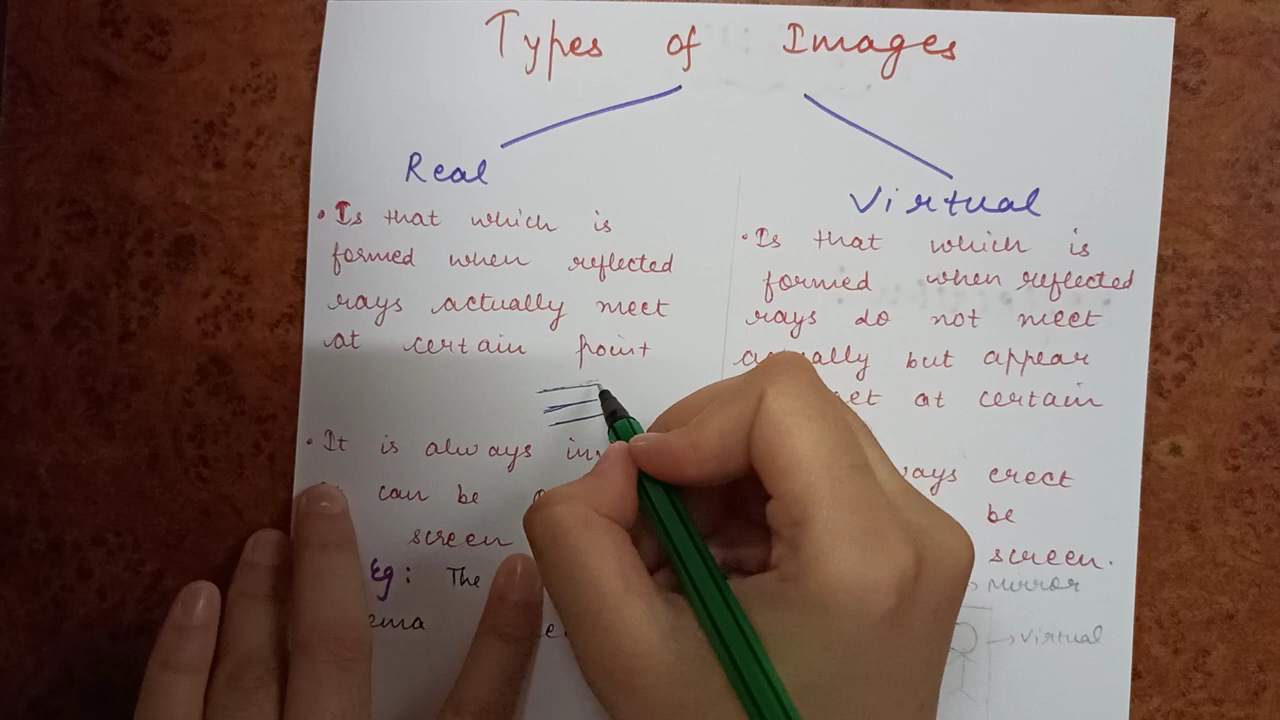 Types of Images
Real
• Is that which is
formed when reflected
rays actually meet
at certain point
• It is always
can be
screen
Eg: The
Virtual
• Is that which is
formed when reflected
rays do not meet
actually but appear
at certain
erect
be
screen.
→ Mirror
→ Virtual